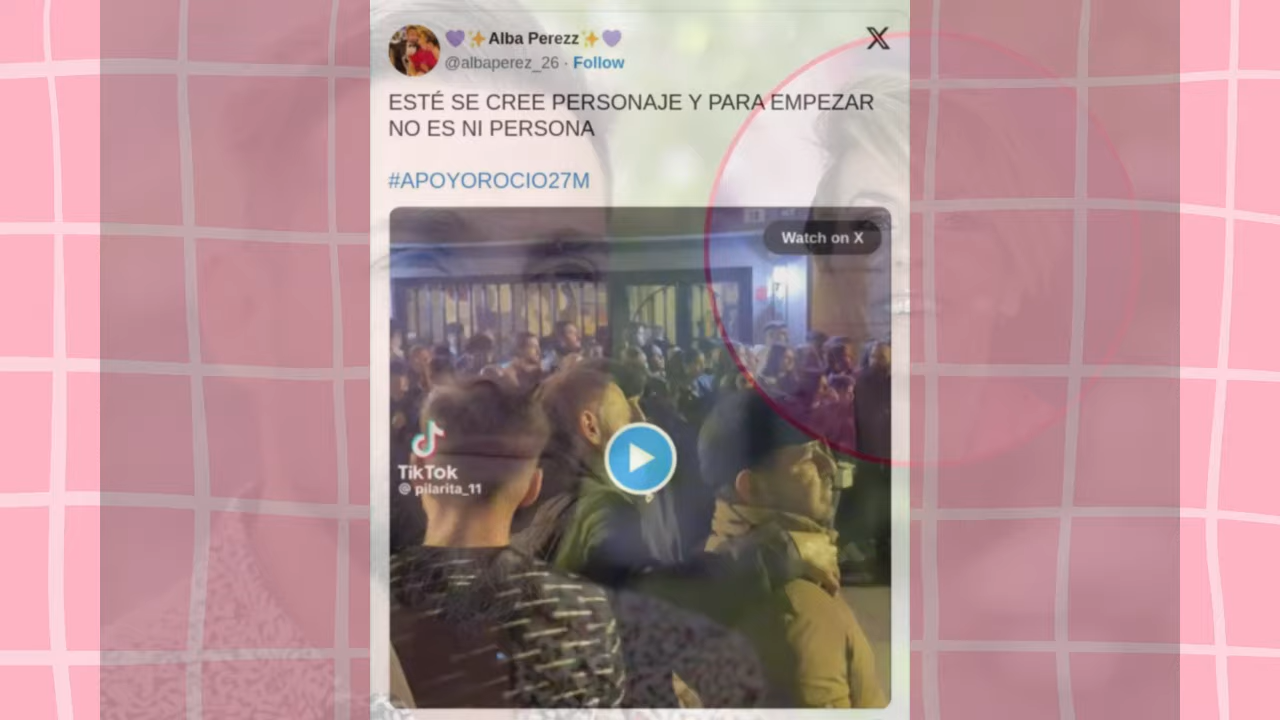 💜✨Alba Perezz✨💜
@albaperez_26 · Follow
ESTÉ SE CREE PERSONAJE Y PARA EMPEZAR
NO ES NI PERSONA
#APOYOROCIO27M
Watch on X
TikTok
@ pilarita_11